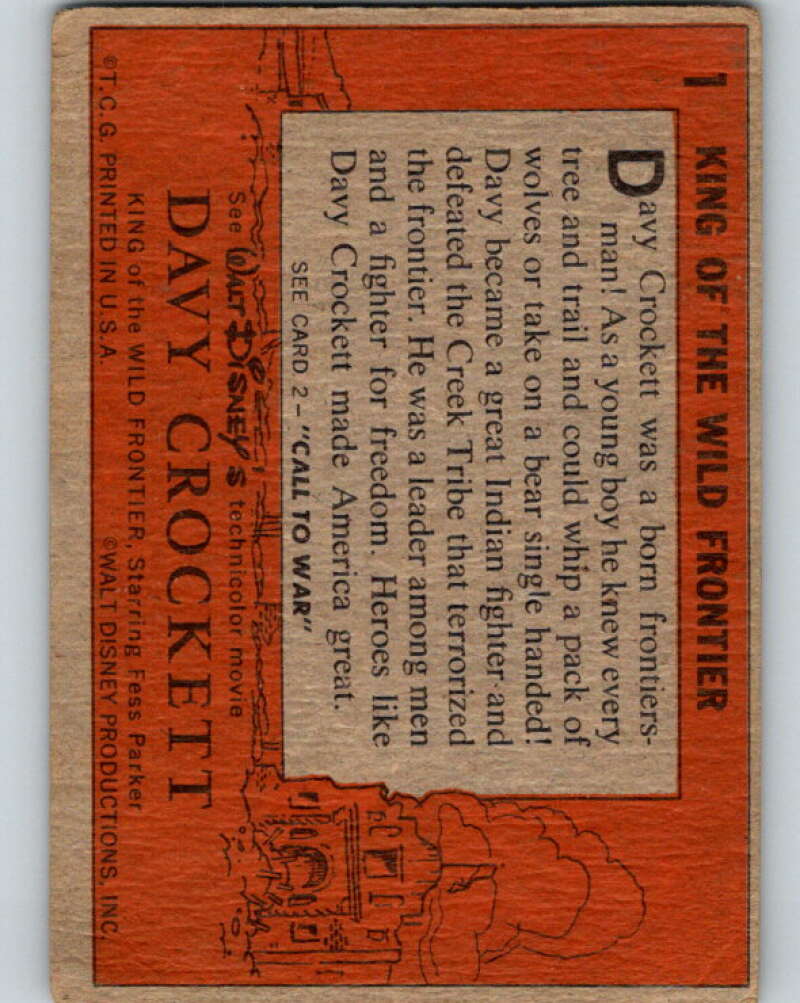 1 KING OF THE WILD FRONTIER
Davy Crockett was a born frontiers-
man! As a young boy he knew every
tree and trail and could whip a pack of
wolves or take on a bear single handed!
Davy became a great Indian fighter and
defeated the Creek Tribe that terrorized
the frontier. He was a leader among men
and a fighter for freedom. Heroes like
Davy Crockett made America great.
SEE CARD 2 – "CALL TO WAR"
See WALT DISNEY'S technicolor movie
DAVY CROCKETT
KING of the WILD FRONTIER, Starring Fess Parker
©T.C.G. PRINTED IN U.S.A. ©WALT DISNEY PRODUCTIONS, INC.